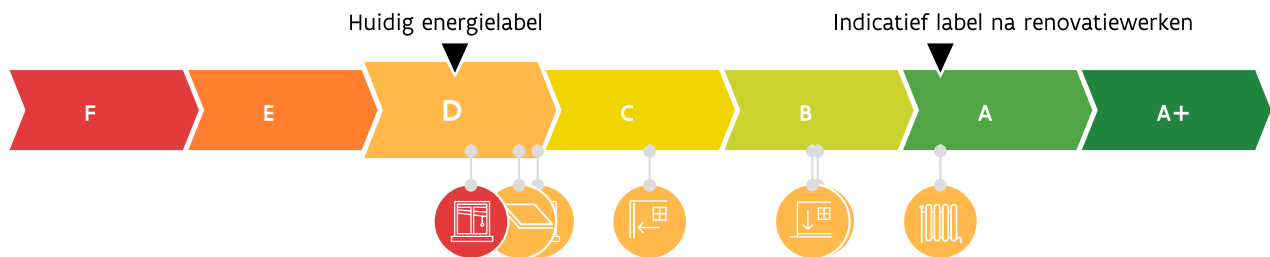 Huidig energielabel Indicatief label na renovatiewerken
F E D C B A A+